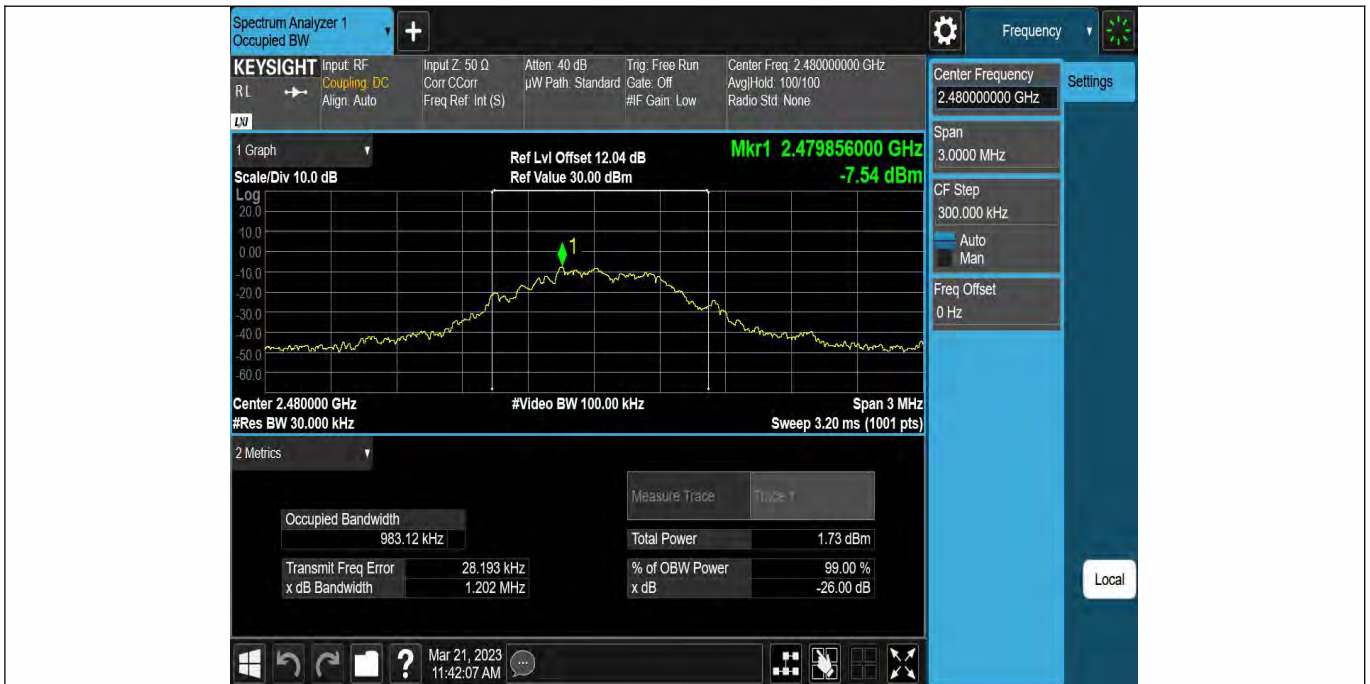 Spectrum Analyzer 1
Occupied BW
+
Frequency
KEYSIGHT
RL
LXI
Input: RF
Coupling: DC
Align: Auto
Input Z: 50 Ω
Corr CCorr
Freq Ref: Int (S)
Atten: 40 dB
µW Path: Standard
Trig: Free Run
Gate: Off
#IF Gain: Low
Center Freq: 2.480000000 GHz
Avg|Hold: 100/100
Radio Std: None
Center Frequency
2.480000000 GHz
Settings
Span
3.0000 MHz
CF Step
300.000 kHz
Auto
Man
Freq Offset
0 Hz
Local
1 Graph
Scale/Div 10.0 dB
Ref Lvl Offset 12.04 dB
Ref Value 30.00 dBm
Mkr1 2.479856000 GHz
-7.54 dBm
Log
20.0
10.0
0.00
-10.0
-20.0
-30.0
-40.0
-50.0
-60.0
1
Center 2.480000 GHz
#Video BW 100.00 kHz
Span 3 MHz
#Res BW 30.000 kHz
Sweep 3.20 ms (1001 pts)
2 Metrics
Measure Trace Trace 1
Occupied Bandwidth
983.12 kHz
Total Power 1.73 dBm
Transmit Freq Error 28.193 kHz
% of OBW Power 99.00 %
x dB Bandwidth 1.202 MHz
x dB -26.00 dB
?
Mar 21, 2023
11:42:07 AM